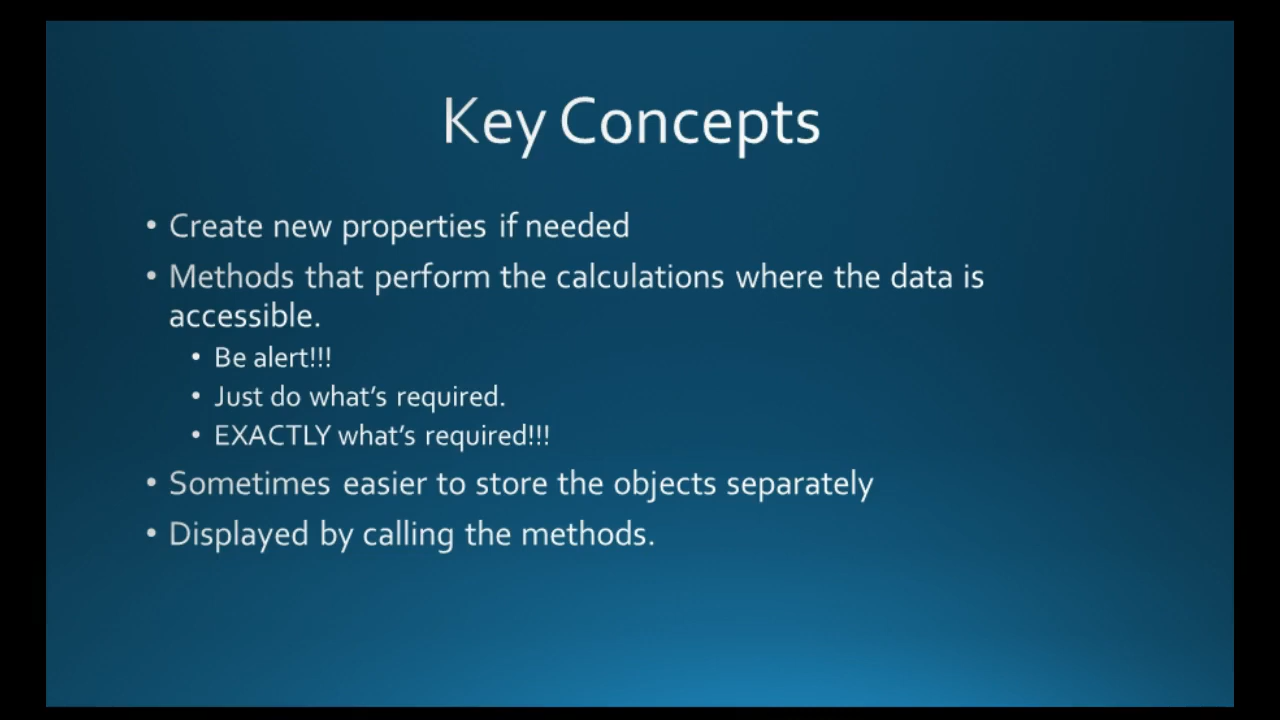 Key Concepts
• Create new properties if needed
• Methods that perform the calculations where the data is
accessible.
• Be alert!!!
• Just do what's required.
• EXACTLY what's required!!!
• Sometimes easier to store the objects separately
• Displayed by calling the methods.